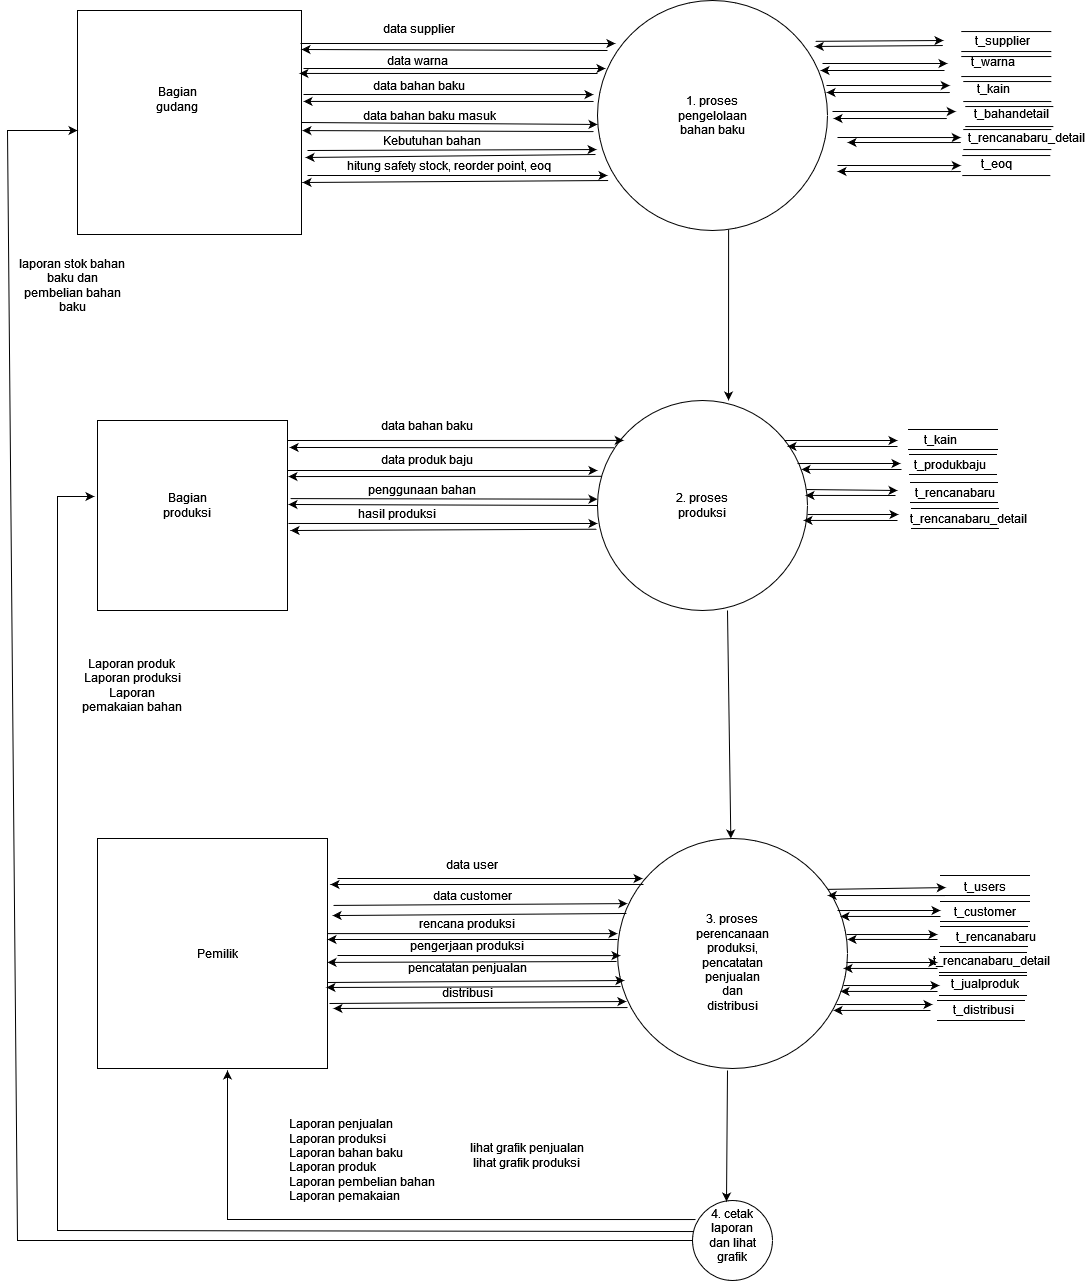 data supplier
data warna
data bahan baku
data bahan baku masuk
Kebutuhan bahan
hitung safety stock, reorder point, eoq
Bagian
gudang
1. proses
pengelolaan
bahan baku
t_supplier
t_warna
t_kain
t_bahandetail
t_rencanabaru_detail
t_eoq
laporan stok bahan
baku dan
pembelian bahan
baku
data bahan baku
data produk baju
penggunaan bahan
hasil produksi
Bagian
produksi
2. proses
produksi
t_kain
t_produkbaju
t_rencanabaru
t_rencanabaru_detail
Laporan produk
Laporan produksi
Laporan
pemakaian bahan
data user
data customer
rencana produksi
pengerjaan produksi
pencatatan penjualan
distribusi
Pemilik
3. proses
perencanaan
produksi,
pencatatan
penjualan
dan
distribusi
t_users
t_customer
t_rencanabaru
t_rencanabaru_detail
t_jualproduk
t_distribusi
Laporan penjualan
Laporan produksi
Laporan bahan baku
Laporan produk
Laporan pembelian bahan
Laporan pemakaian
lihat grafik penjualan
lihat grafik produksi
4. cetak
laporan
dan lihat
grafik